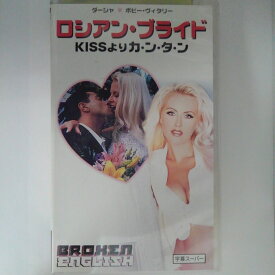 ダーシャ ♥ ボビー・ヴィタリー
ロシアン・ブライド
KISSよりカ・ン・タ・ン
BROKEN
ENGLISH
字幕スーパー